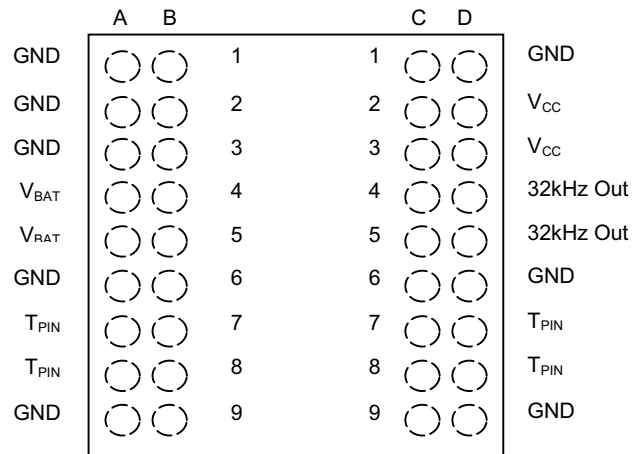 A B C D
GND 1 1 GND
GND 2 2 VCC
GND 3 3 VCC
VBAT 4 4 32kHz Out
VBAT 5 5 32kHz Out
GND 6 6 GND
TPIN 7 7 TPIN
TPIN 8 8 TPIN
GND 9 9 GND